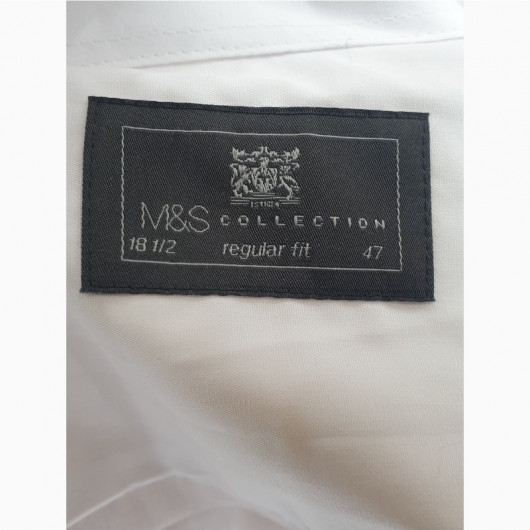 M&S COLLECTION
18 1/2 regular fit 47